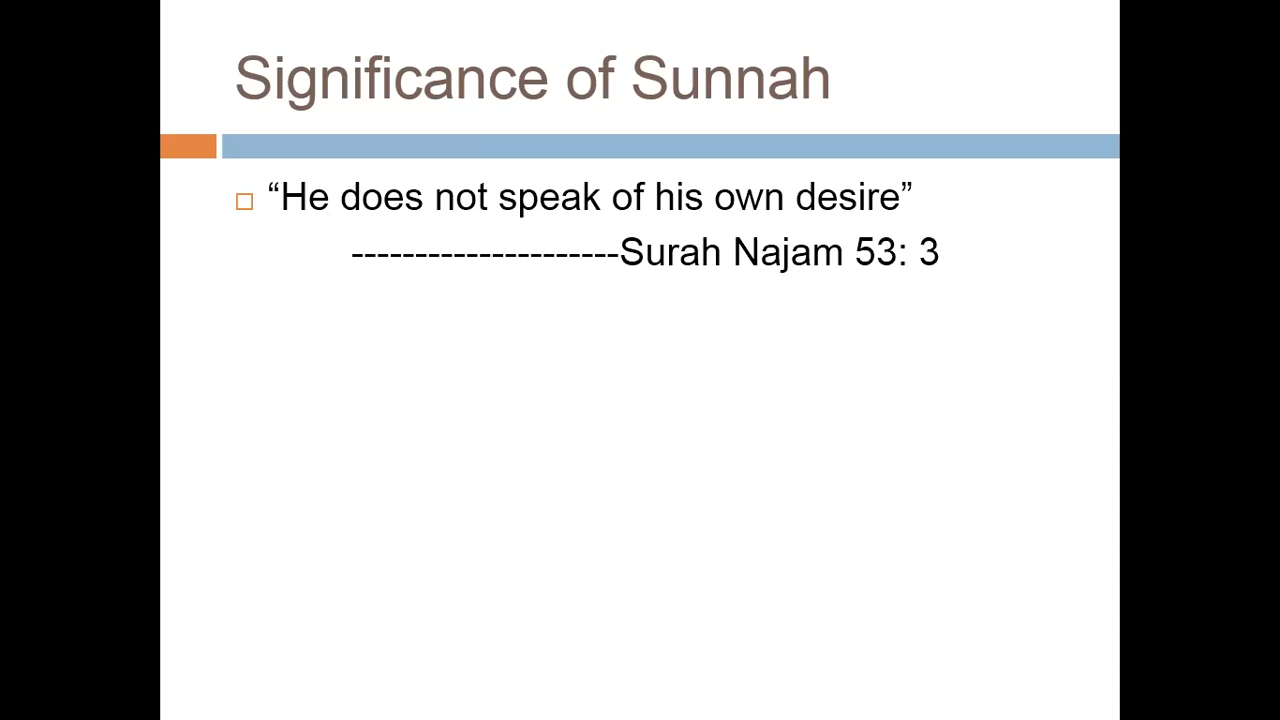 Significance of Sunnah
“He does not speak of his own desire”
---------------------Surah Najam 53: 3